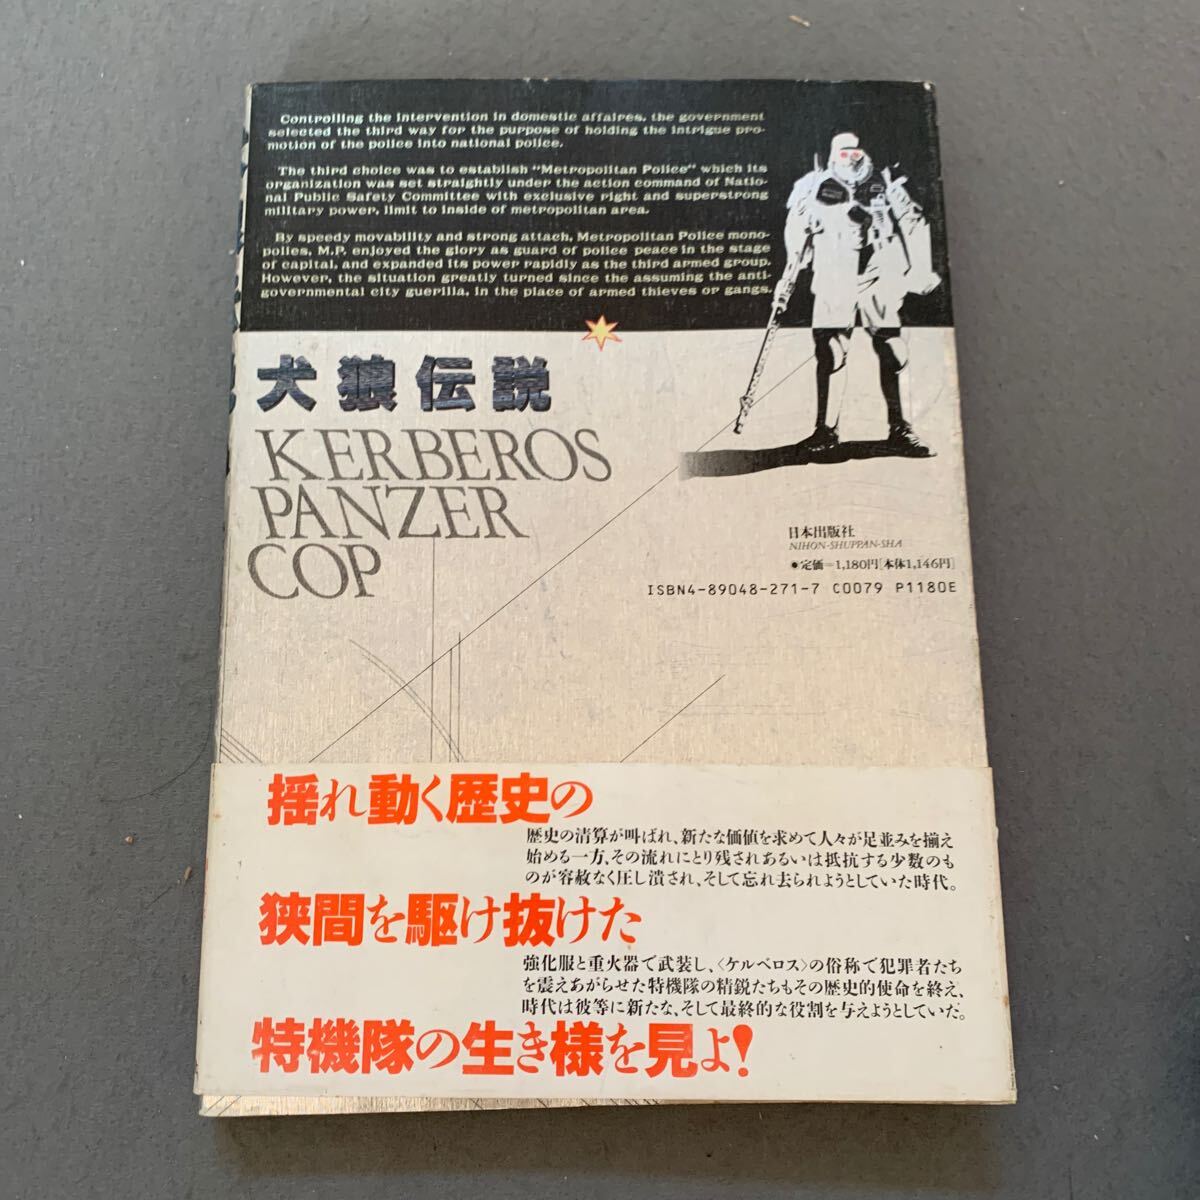 Controlling the intervention in domestic affaires, the government
selected the third way for the purpose of holding the intrigue pro-
motion of the police into national police.
The third choice was to establish "Metropolitan Police" which its
organization was set straightly under the action command of Natio-
nal Public Safety Committee with exclusive right and superstrong
military power, limit to inside of metropolitan area.
By speedy movability and strong attach, Metropolitan Police mono-
polies, M.P. enjoyed the glory as guard of police peace in the stage
of capital, and expanded its power rapidly as the third armed group.
However, the situation greatly turned since the assuming the anti-
governmental city guerilla, in the place of armed thieves or gangs.
犬狼伝説
KERBEROS
PANZER
COP
日本出版社
NIHON-SHUPPAN-SHA
●定価=1,180円[本体1,146円]
ISBN4-89048-271-7 C0079 P1180E
揺れ動く歴史の
歴史の清算が叫ばれ、新たな価値を求めて人々が足並みを揃え
始める一方、その流れにとり残されあるいは抵抗する少数のも
のが容赦なく圧し潰され、そして忘れ去られようとしていた時代。
狭間を駆け抜けた
強化服と重火器で武装し、〈ケルベロス〉の俗称で犯罪者たち
を震えあがらせた特機隊の精鋭たちもその歴史的使命を終え、
時代は彼等に新たな、そして最終的な役割を与えようとしていた。
特機隊の生き様を見よ!